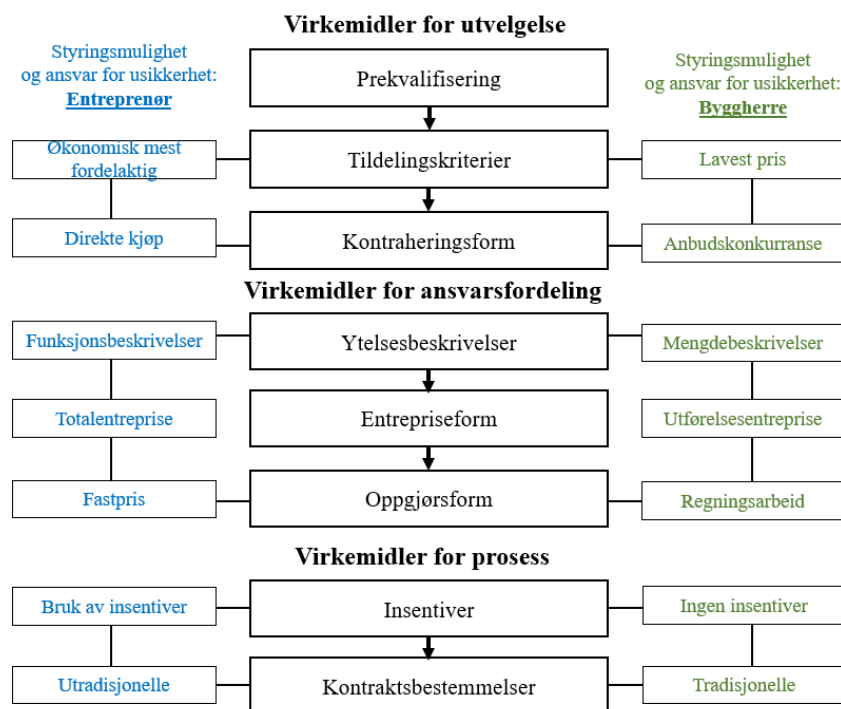 Virkemidler for utvelgelse
Styringsmulighet
og ansvar for usikkerhet:
Entreprenør
Prekvalifisering
Styringsmulighet
og ansvar for usikkerhet:
Byggherre
Økonomisk mest
fordelaktig
Tildelingskriterier
Lavest pris
Direkte kjøp
Kontraheringsform
Anbudskonkurranse
Virkemidler for ansvarsfordeling
Funksjonsbeskrivelser
Ytelsesbeskrivelser
Mengdebeskrivelser
Totalentreprise
Entrepriseform
Utførelsesentreprise
Fastpris
Oppgjørsform
Regningsarbeid
Virkemidler for prosess
Bruk av insentiver
Insentiver
Ingen insentiver
Utradisjonelle
Kontraktsbestemmelser
Tradisjonelle